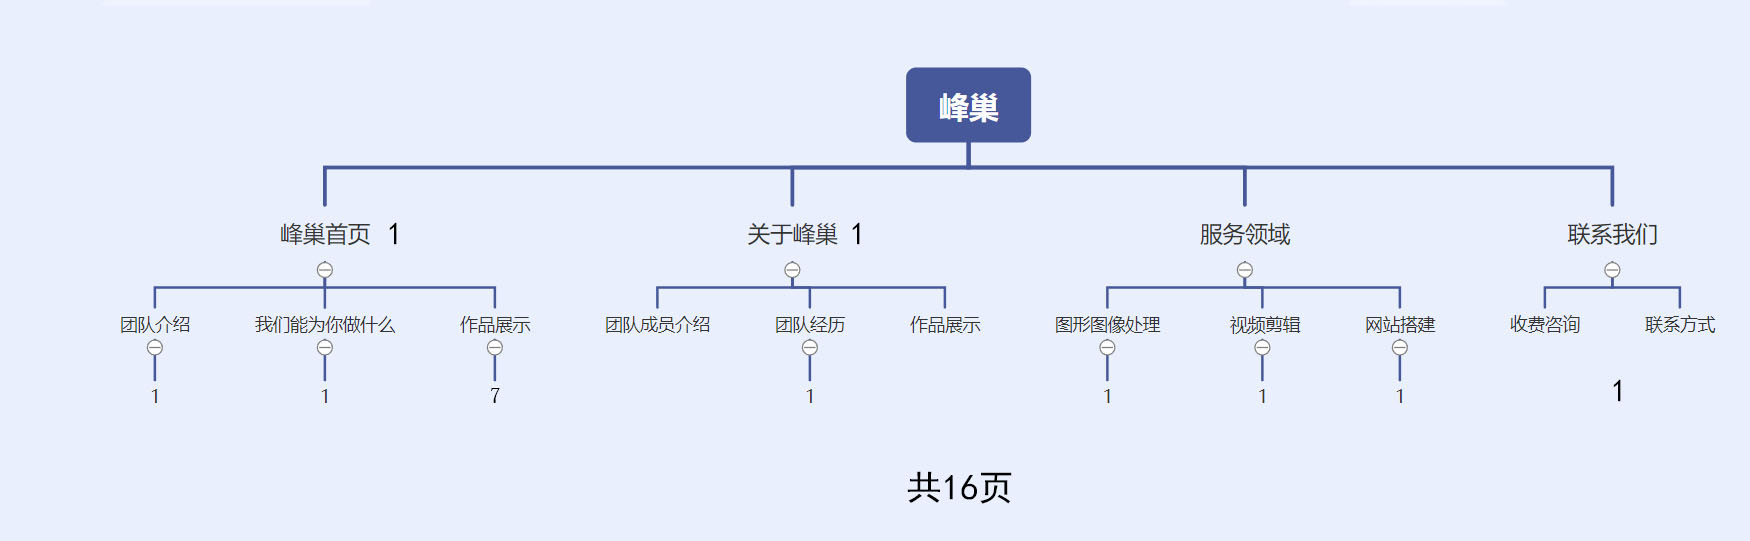 峰巢
峰巢首页 1 关于峰巢 1 服务领域 联系我们
团队介绍 我们能为你做什么 作品展示 团队成员介绍 团队经历 作品展示 图形图像处理 视频剪辑 网站搭建 收费咨询 联系方式
1 1 7 1 1 1 1 1
共16页